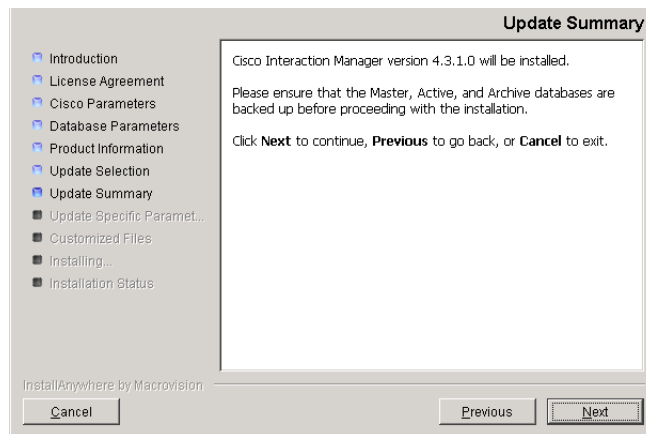 Update Summary
Introduction
License Agreement
Cisco Parameters
Database Parameters
Product Information
Update Selection
Update Summary
Update Specific Paramet...
Customized Files
Installing...
Installation Status
Cisco Interaction Manager version 4.3.1.0 will be installed.
Please ensure that the Master, Active, and Archive databases are
backed up before proceeding with the installation.
Click Next to continue, Previous to go back, or Cancel to exit.
InstallAnywhere by Macrovision
Cancel
Previous
Next